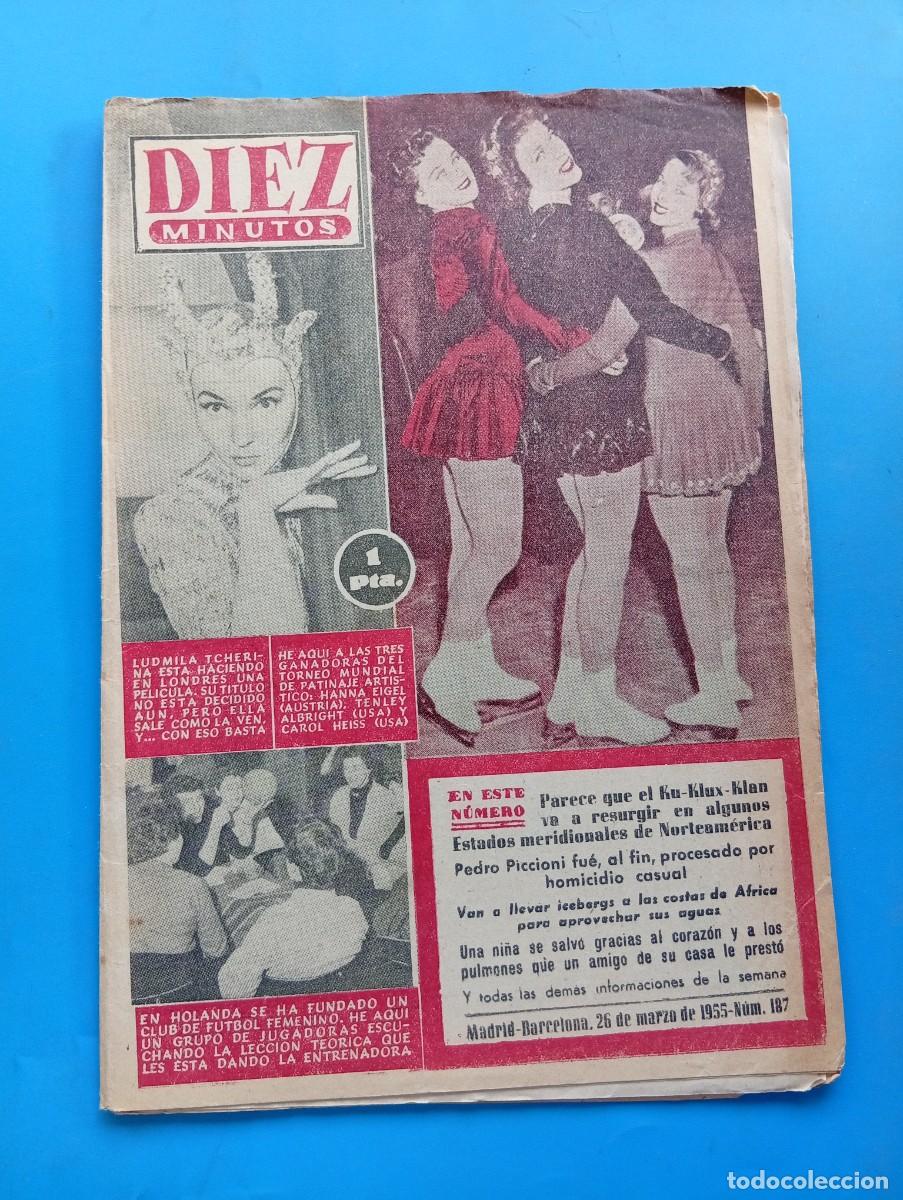 DIEZ
MINUTOS
1
Pta.
LUDMILA TCHERI-
NA ESTA HACIENDO
EN LONDRES UNA
PELICULA. SU TITULO
NO ESTA DECIDIDO
AUN, PERO ELLA
SALE COMO LA VEN,
Y... CON ESO BASTA
HE AQUI A LAS TRES
GANADORAS DEL
TORNEO MUNDIAL
DE PATINAJE ARTIS-
TICO: HANNA EIGEL
(AUSTRIA), TENLEY
ALBRIGHT (USA) Y
CAROL HEISS (USA)
EN HOLANDA SE HA FUNDADO UN
CLUB DE FUTBOL FEMENINO. HE AQUI
UN GRUPO DE JUGADORAS ESCU-
CHANDO LA LECCION TEORICA QUE
LES ESTA DANDO LA ENTRENADORA
EN ESTE
NÚMERO
Parece que el Ku-Klux-Klan
va a resurgir en algunos
Estados meridionales de Norteamérica
Pedro Piccioni fué, al fin, procesado por
homicidio casual
Van a llevar icebergs a las costas de Africa
para aprovechar sus aguas
Una niña se salvó gracias al corazón y a los
pulmones que un amigo de su casa le prestó
Y todas las demás informaciones de la semana
Madrid-Barcelona, 26 de marzo de 1955-Núm. 187
todocoleccion